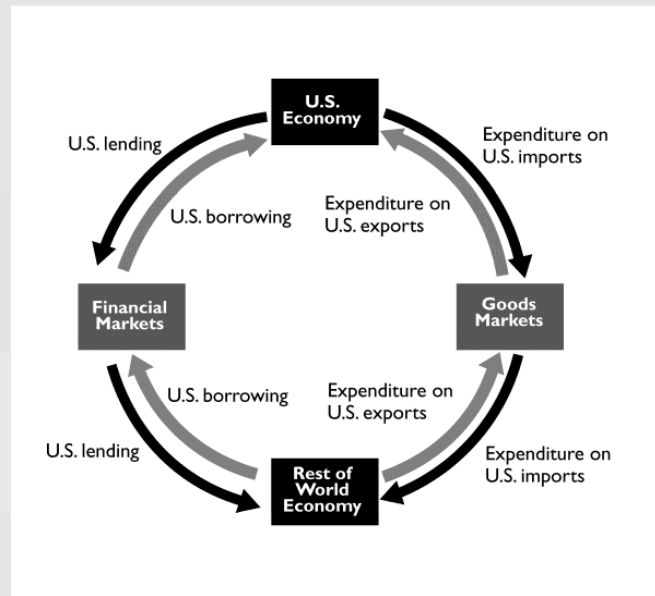 U.S.
Economy
U.S. lending
Expenditure on
U.S. imports
U.S. borrowing
Expenditure on
U.S. exports
Financial
Markets
Goods
Markets
U.S. borrowing
Expenditure on
U.S. exports
U.S. lending
Expenditure on
U.S. imports
Rest of
World
Economy